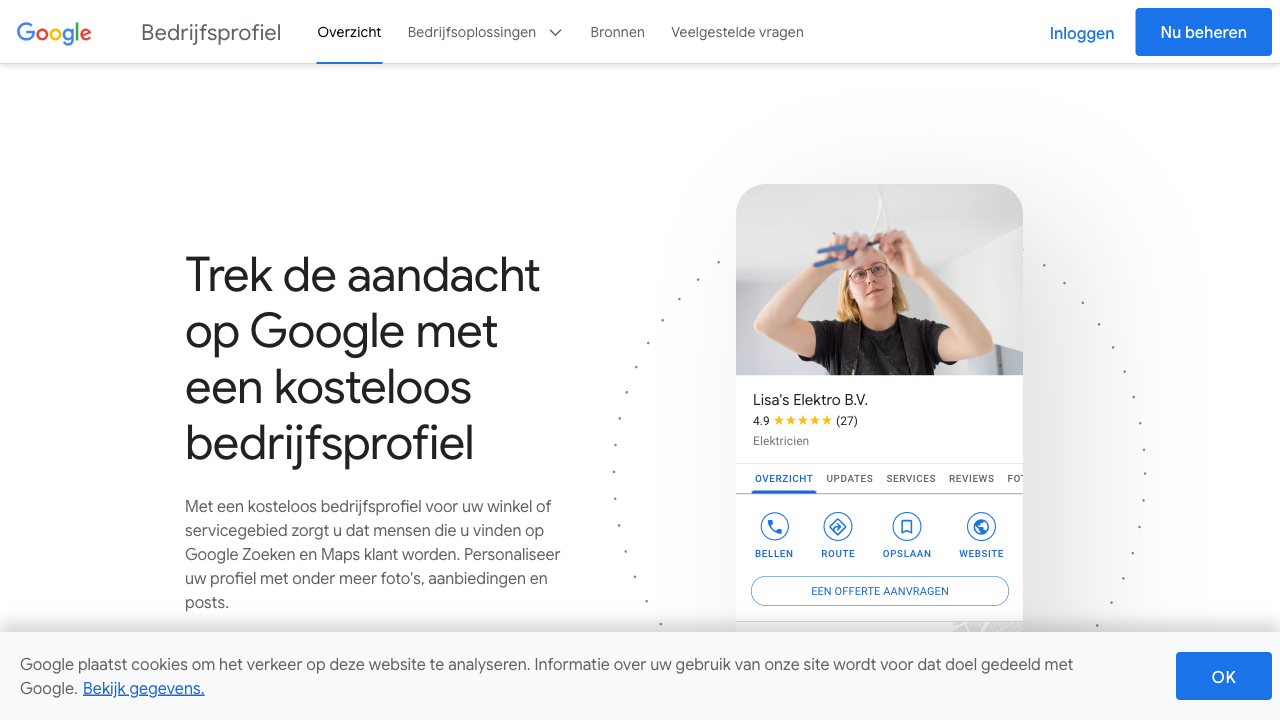 Google Bedrijfsprofiel Overzicht Bedrijfsoplossingen Bronnen Veelgestelde vragen Inloggen Nu beheren
Trek de aandacht
op Google met
een kosteloos
bedrijfsprofiel
Met een kosteloos bedrijfsprofiel voor uw winkel of
servicegebied zorgt u dat mensen die u vinden op
Google Zoeken en Maps klant worden. Personaliseer
uw profiel met onder meer foto's, aanbiedingen en
posts.
Lisa's Elektro B.V.
4.9 ★★★★★ (27)
Elektricien
OVERZICHT UPDATES SERVICES REVIEWS FOT
BELLEN ROUTE OPSLAAN WEBSITE
EEN OFFERTE AANVRAGEN
Google plaatst cookies om het verkeer op deze website te analyseren. Informatie over uw gebruik van onze site wordt voor dat doel gedeeld met
Google. Bekijk gegevens.
OK